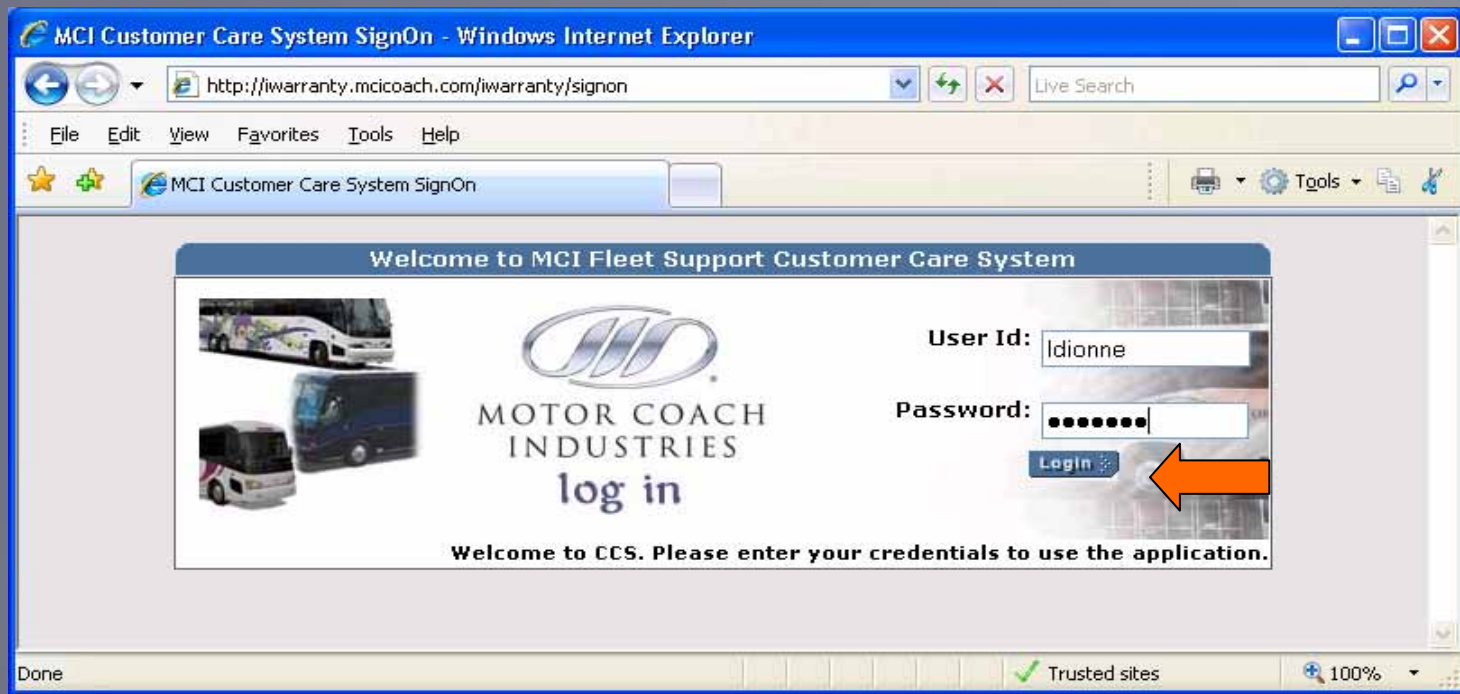 MCI Customer Care System SignOn - Windows Internet Explorer
http://iwarranty.mcicoach.com/iwarranty/signon
Live Search
File Edit View Favorites Tools Help
MCI Customer Care System SignOn
Tools
Welcome to MCI Fleet Support Customer Care System
User Id: ldionne
Password: •••••••
MOTOR COACH
INDUSTRIES
log in
Login
Welcome to CCS. Please enter your credentials to use the application.
Done
Trusted sites
100%